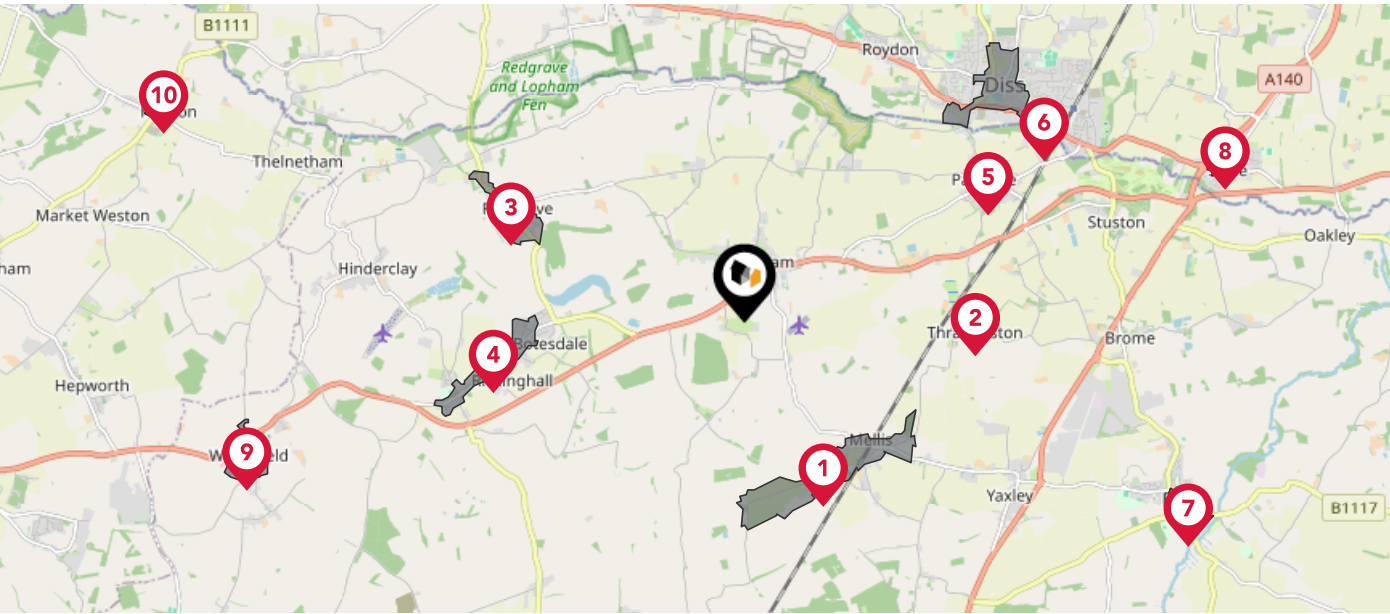 B1111
Roydon
Redgrave
and Lopham
Fen
A140
Diss
10
6
8
Thelnetham
5
3
Market Weston
Stuston
Oakley
Hinderclay
2
Brome
4
Botesdale
Hepworth
Mellis
9
1
Yaxley
7
B1117